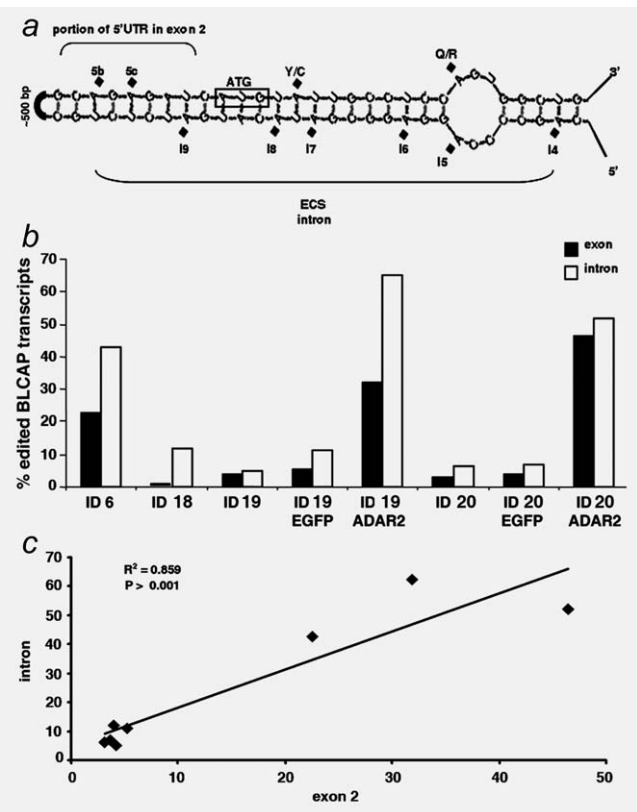 a
portion of 5'UTR in exon 2
5b 5c ATG Y/C Q/R
3'
~500 bp
I9 I8 I7 I6 I5 I4
5'
ECS
intron
b
% edited BLCAP transcripts
70
60
50
40
30
20
10
0
exon
intron
ID 6 ID 18 ID 19 ID 19 ID 19 ID 20 ID 20 ID 20
EGFP ADAR2 EGFP ADAR2
c
intron
70
60
50
40
30
20
10
0
R² = 0.859
P > 0.001
0 10 20 30 40 50
exon 2